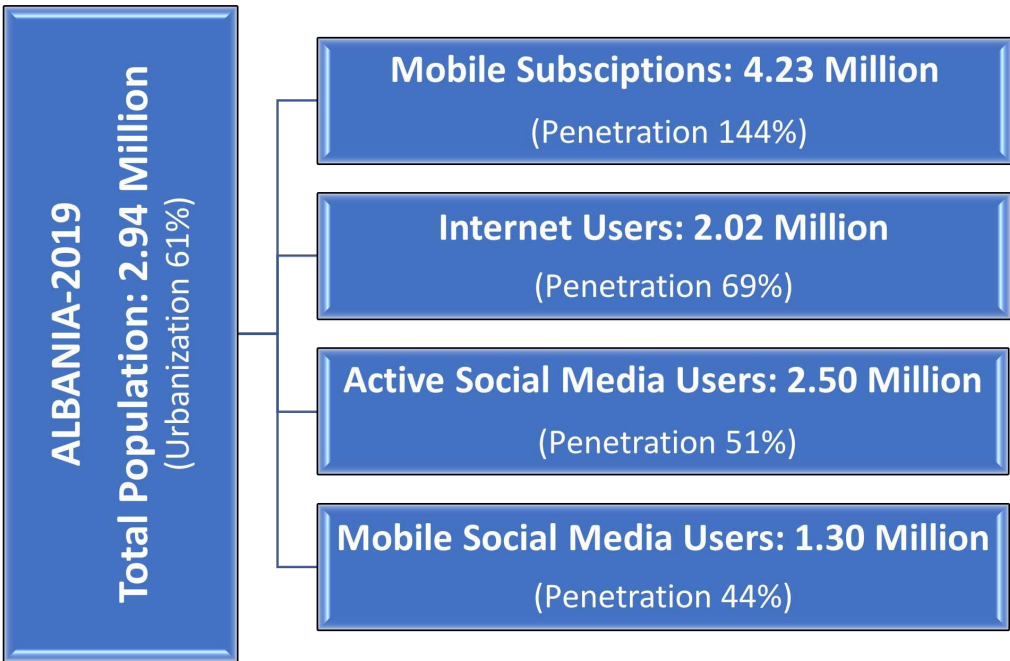 ALBANIA-2019
Total Population: 2.94 Million
(Urbanization 61%)
Mobile Subsciptions: 4.23 Million
(Penetration 144%)
Internet Users: 2.02 Million
(Penetration 69%)
Active Social Media Users: 2.50 Million
(Penetration 51%)
Mobile Social Media Users: 1.30 Million
(Penetration 44%)